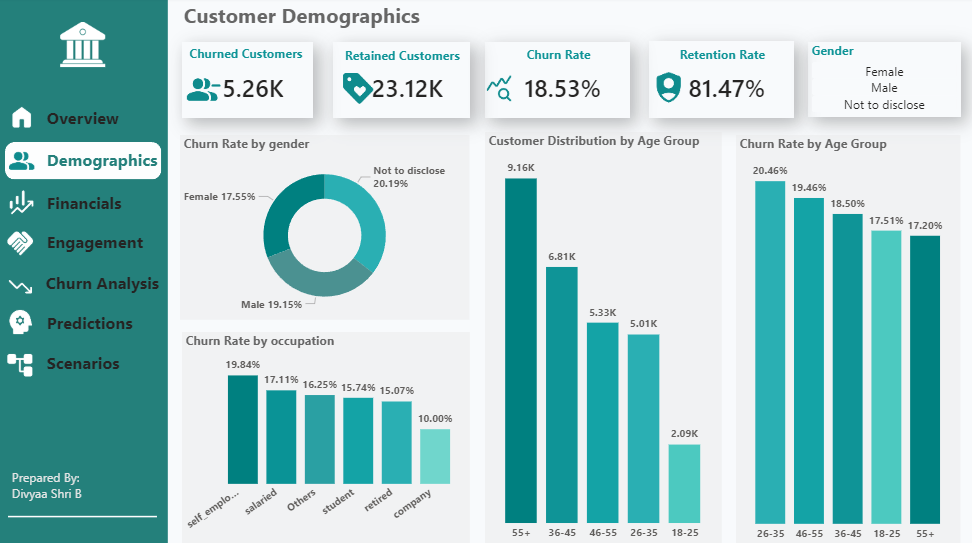 Customer Demographics
Churned Customers
5.26K
Retained Customers
23.12K
Churn Rate
18.53%
Retention Rate
81.47%
Gender
Female
Male
Not to disclose
Overview
Demographics
Financials
Engagement
Churn Analysis
Predictions
Scenarios
Prepared By:
Divyaa Shri B
Churn Rate by gender
Not to disclose
20.19%
Female 17.55%
Male 19.15%
Churn Rate by occupation
19.84%
17.11%
16.25%
15.74%
15.07%
10.00%
self_emplo...
salaried
Others
student
retired
company
Customer Distribution by Age Group
9.16K
6.81K
5.33K
5.01K
2.09K
55+
36-45
46-55
26-35
18-25
Churn Rate by Age Group
20.46%
19.46%
18.50%
17.51%
17.20%
26-35
46-55
36-45
18-25
55+